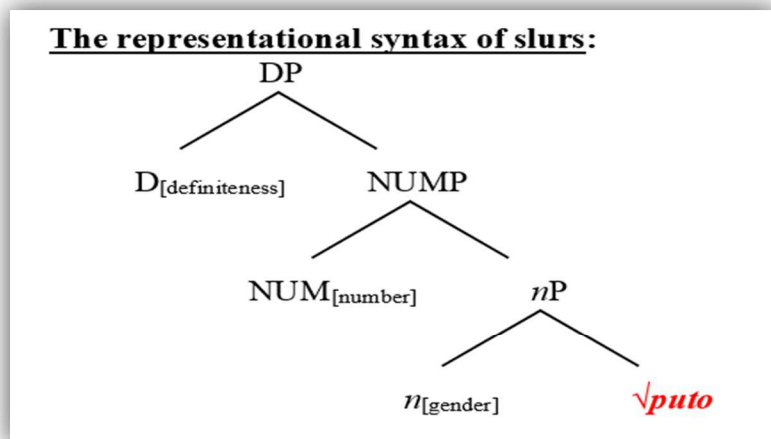 The representational syntax of slurs:
DP
D[definiteness] NUMP
NUM[number] nP
n[gender] √puto